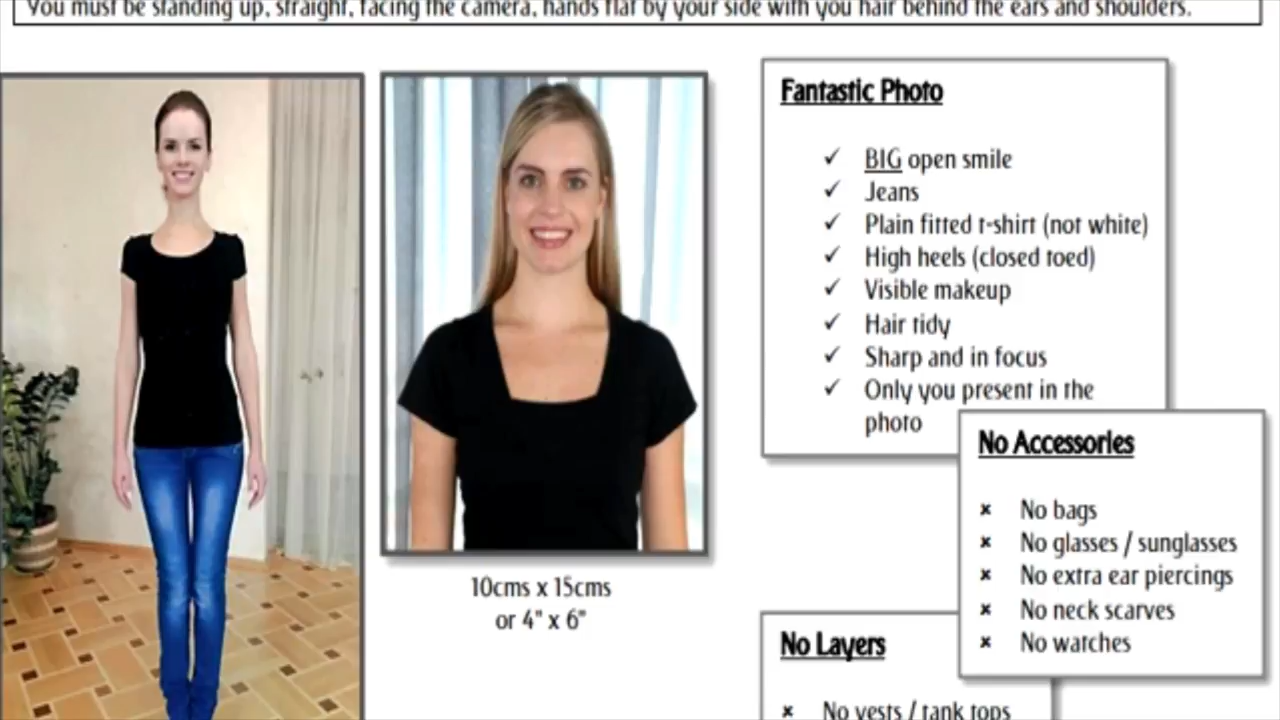 You must be standing up, straight, facing the camera, hands flat by your side with you hair behind the ears and shoulders.
Fantastic Photo
✓ BIG open smile
✓ Jeans
✓ Plain fitted t-shirt (not white)
✓ High heels (closed toed)
✓ Visible makeup
✓ Hair tidy
✓ Sharp and in focus
✓ Only you present in the
photo
No Accessories
× No bags
× No glasses / sunglasses
× No extra ear piercings
× No neck scarves
× No watches
10cms x 15cms
or 4" x 6"
No Layers
× No vests / tank tops